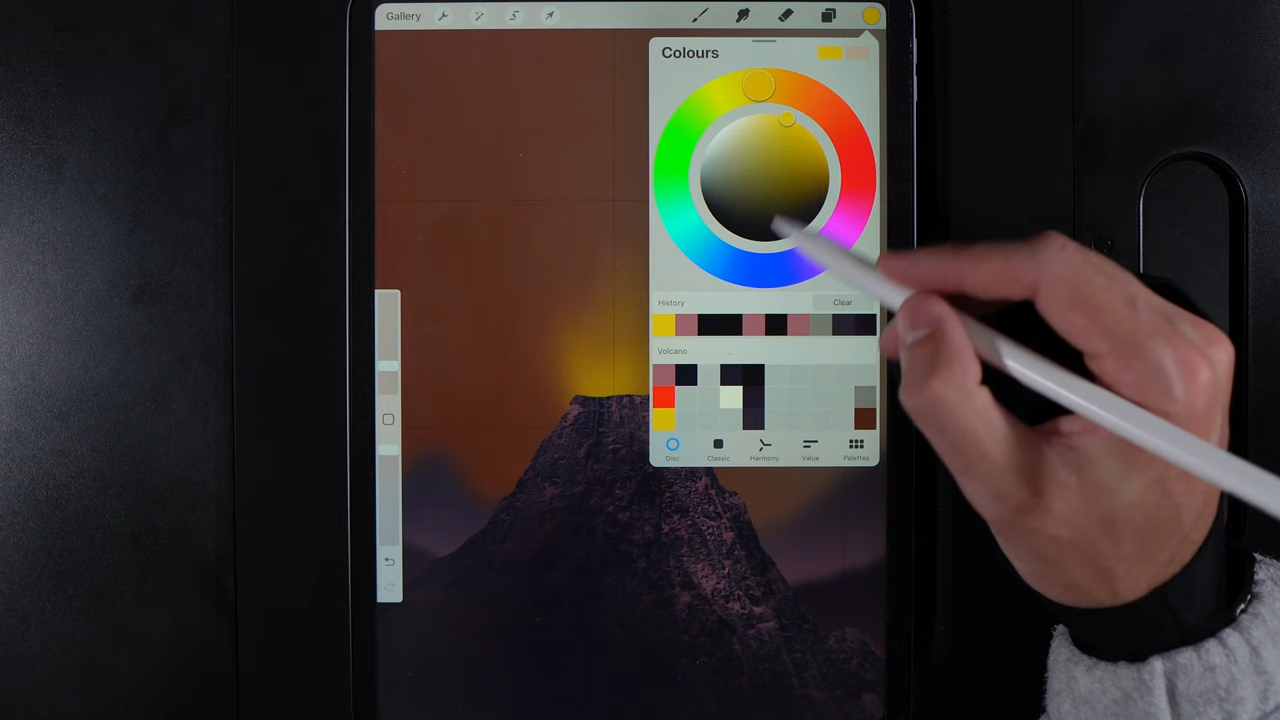 Gallery
Colours
History
Clear
Volcano
Disc
Classic
Harmony
Value
Palettes